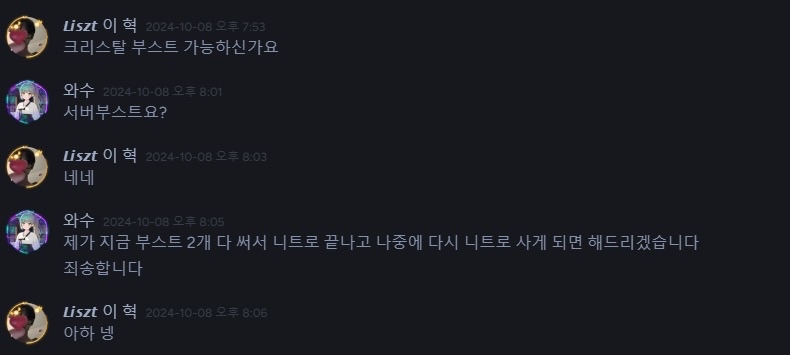 Liszt 이 혁 2024-10-08 오후 7:53
크리스탈 부스트 가능하신가요
와수 2024-10-08 오후 8:01
서버부스트요?
Liszt 이 혁 2024-10-08 오후 8:03
네네
와수 2024-10-08 오후 8:05
제가 지금 부스트 2개 다 써서 니트로 끝나고 나중에 다시 니트로 사게 되면 해드리겠습니다
죄송합니다
Liszt 이 혁 2024-10-08 오후 8:06
아하 넹